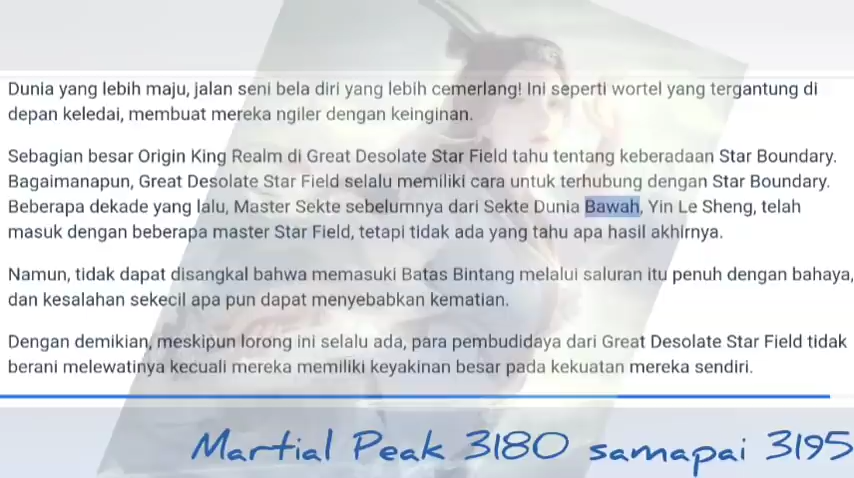 Dunia yang lebih maju, jalan seni bela diri yang lebih cemerlang! Ini seperti wortel yang tergantung di
depan keledai, membuat mereka ngiler dengan keinginan.
Sebagian besar Origin King Realm di Great Desolate Star Field tahu tentang keberadaan Star Boundary.
Bagaimanapun, Great Desolate Star Field selalu memiliki cara untuk terhubung dengan Star Boundary.
Beberapa dekade yang lalu, Master Sekte sebelumnya dari Sekte Dunia Bawah, Yin Le Sheng, telah
masuk dengan beberapa master Star Field, tetapi tidak ada yang tahu apa hasil akhirnya.
Namun, tidak dapat disangkal bahwa memasuki Batas Bintang melalui saluran itu penuh dengan bahaya,
dan kesalahan sekecil apa pun dapat menyebabkan kematian.
Dengan demikian, meskipun lorong ini selalu ada, para pembudidaya dari Great Desolate Star Field tidak
berani melewatinya kecuali mereka memiliki keyakinan besar pada kekuatan mereka sendiri.
Martial Peak 3180 samapai 3195